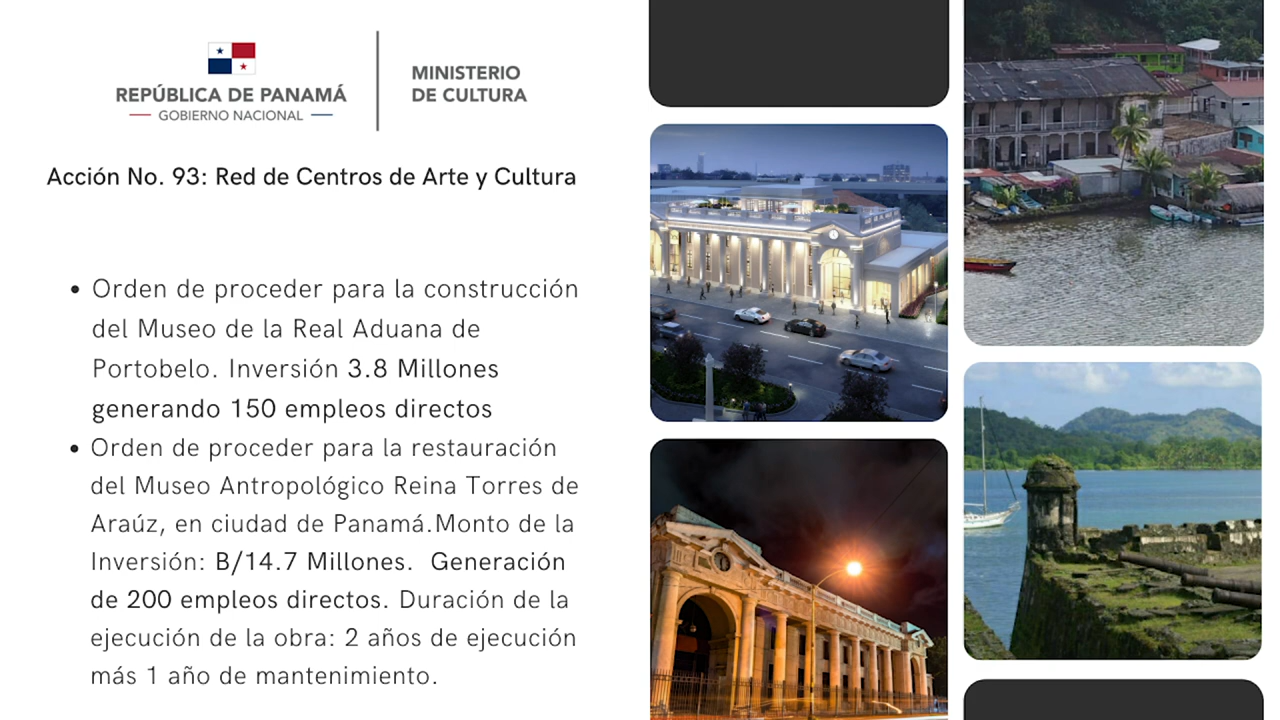 REPÚBLICA DE PANAMÁ
GOBIERNO NACIONAL
MINISTERIO
DE CULTURA
Acción No. 93: Red de Centros de Arte y Cultura
• Orden de proceder para la construcción
del Museo de la Real Aduana de
Portobelo. Inversión 3.8 Millones
generando 150 empleos directos
• Orden de proceder para la restauración
del Museo Antropológico Reina Torres de
Araúz, en ciudad de Panamá.Monto de la
Inversión: B/14.7 Millones. Generación
de 200 empleos directos. Duración de la
ejecución de la obra: 2 años de ejecución
más 1 año de mantenimiento.